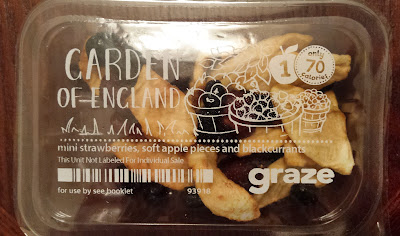 GARDEN
OF ENGLAND
1
only
70
calories!
mini strawberries, soft apple pieces and blackcurrants
This Unit Not Labeled For Individual Sale
graze
for use by see booklet
93938